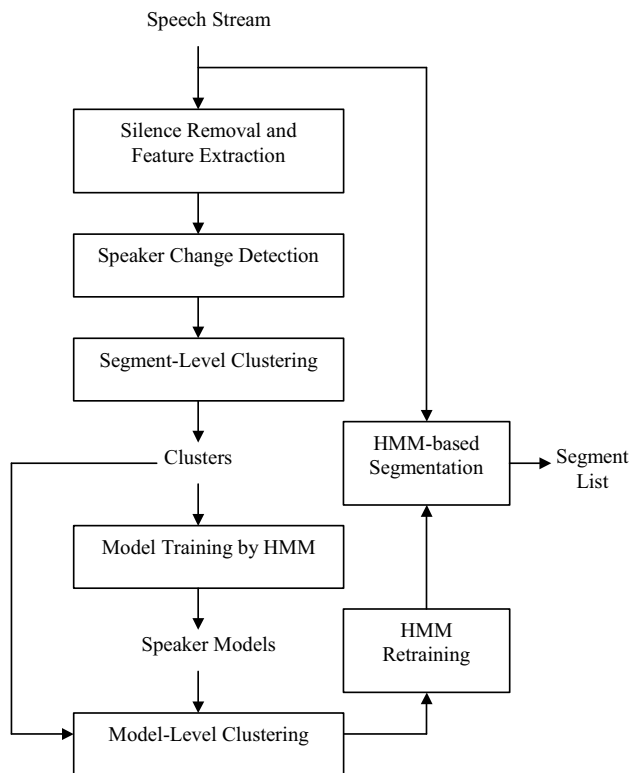 Speech Stream
Silence Removal and
Feature Extraction
Speaker Change Detection
Segment-Level Clustering
Clusters
Model Training by HMM
Speaker Models
Model-Level Clustering
HMM-based
Segmentation
Segment
List
HMM
Retraining